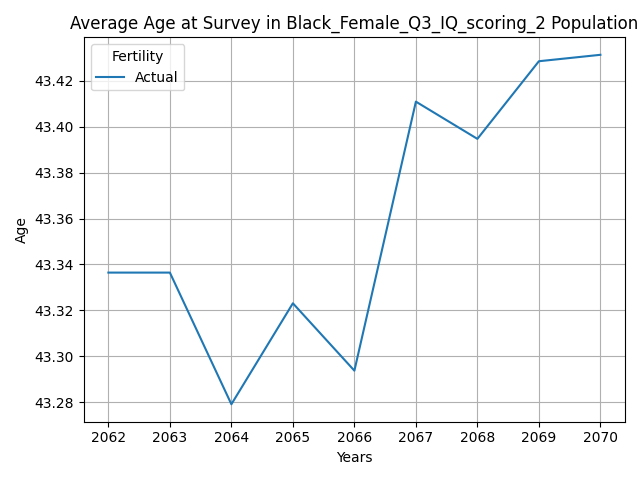 Average Age at Survey in Black_Female_Q3_IQ_scoring_2 Population
Fertility
Actual
43.42
43.40
43.38
43.36
43.34
43.32
43.30
43.28
Age
2062 2063 2064 2065 2066 2067 2068 2069 2070
Years